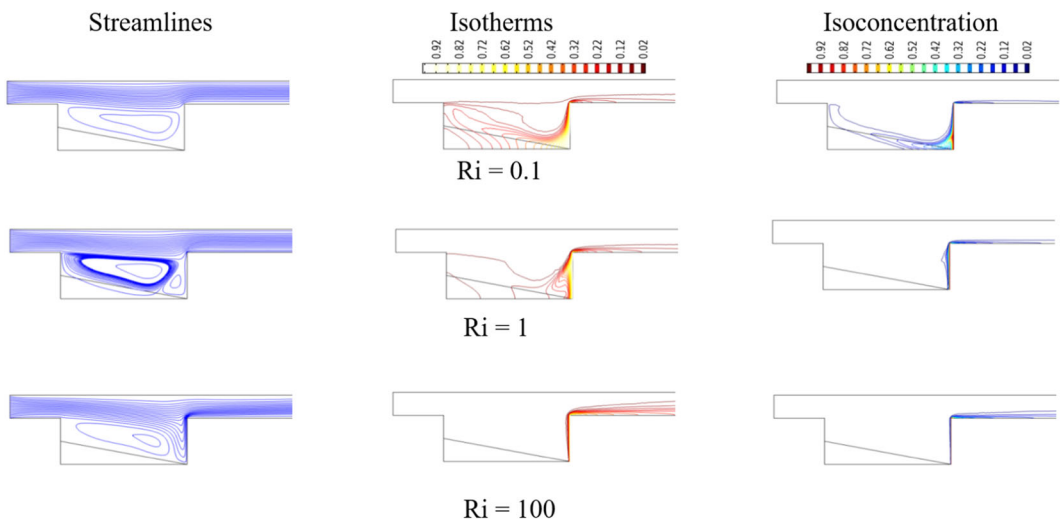 Streamlines
Isotherms
Isoconcentration
0.92 0.82 0.72 0.62 0.52 0.42 0.32 0.22 0.12 0.02
0.92 0.82 0.72 0.62 0.52 0.42 0.32 0.22 0.12 0.02
Ri = 0.1
Ri = 1
Ri = 100